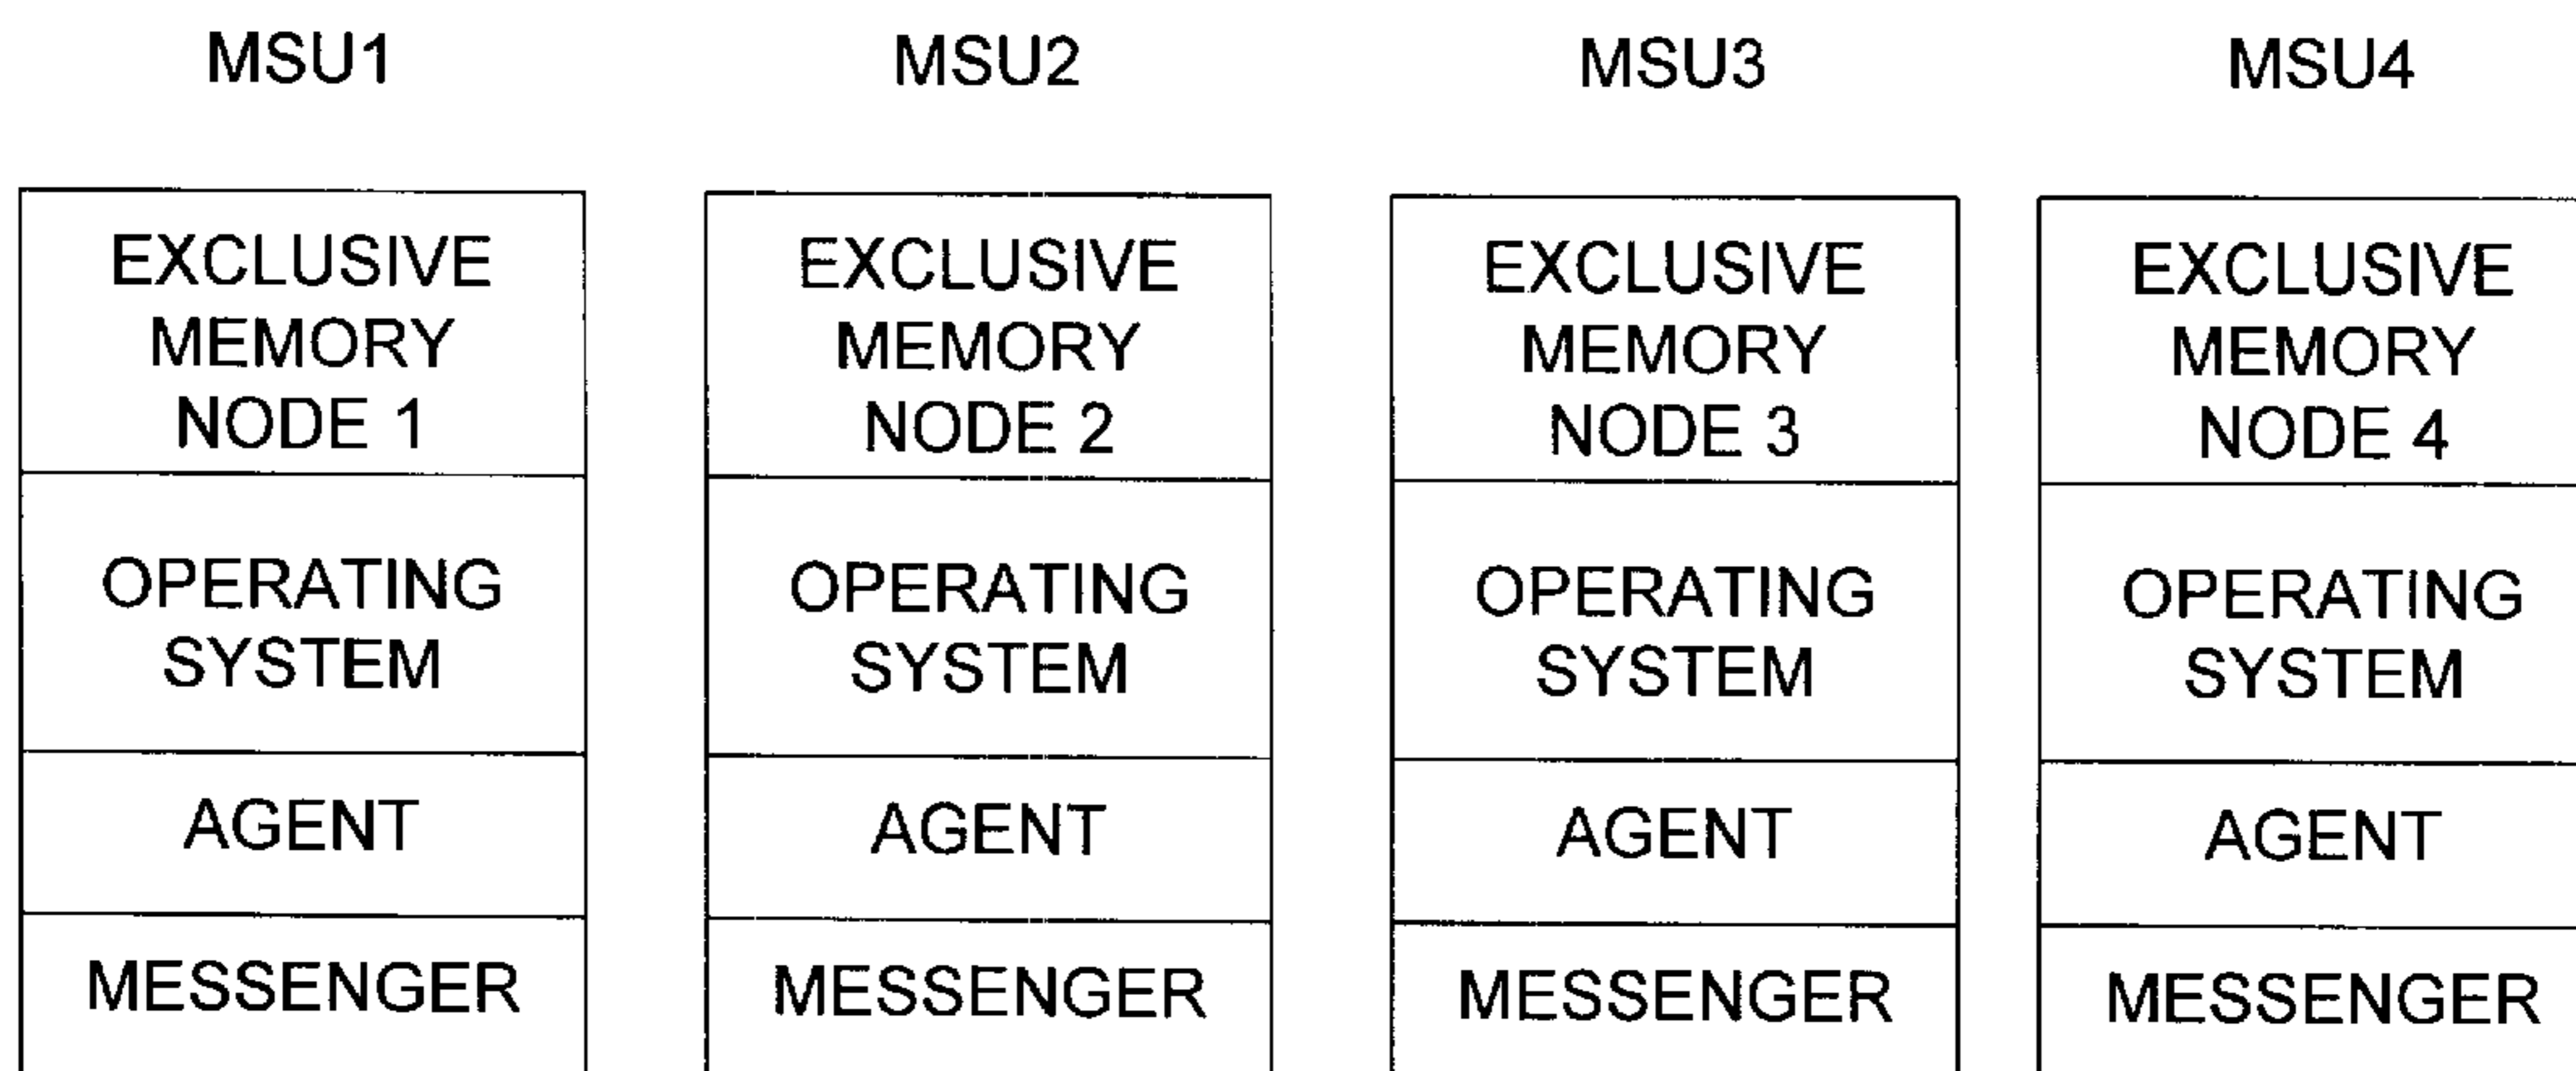 MSU1
MSU2
MSU3
MSU4
EXCLUSIVE
MEMORY
NODE 1
EXCLUSIVE
MEMORY
NODE 2
EXCLUSIVE
MEMORY
NODE 3
EXCLUSIVE
MEMORY
NODE 4
OPERATING
SYSTEM
OPERATING
SYSTEM
OPERATING
SYSTEM
OPERATING
SYSTEM
AGENT
AGENT
AGENT
AGENT
MESSENGER
MESSENGER
MESSENGER
MESSENGER